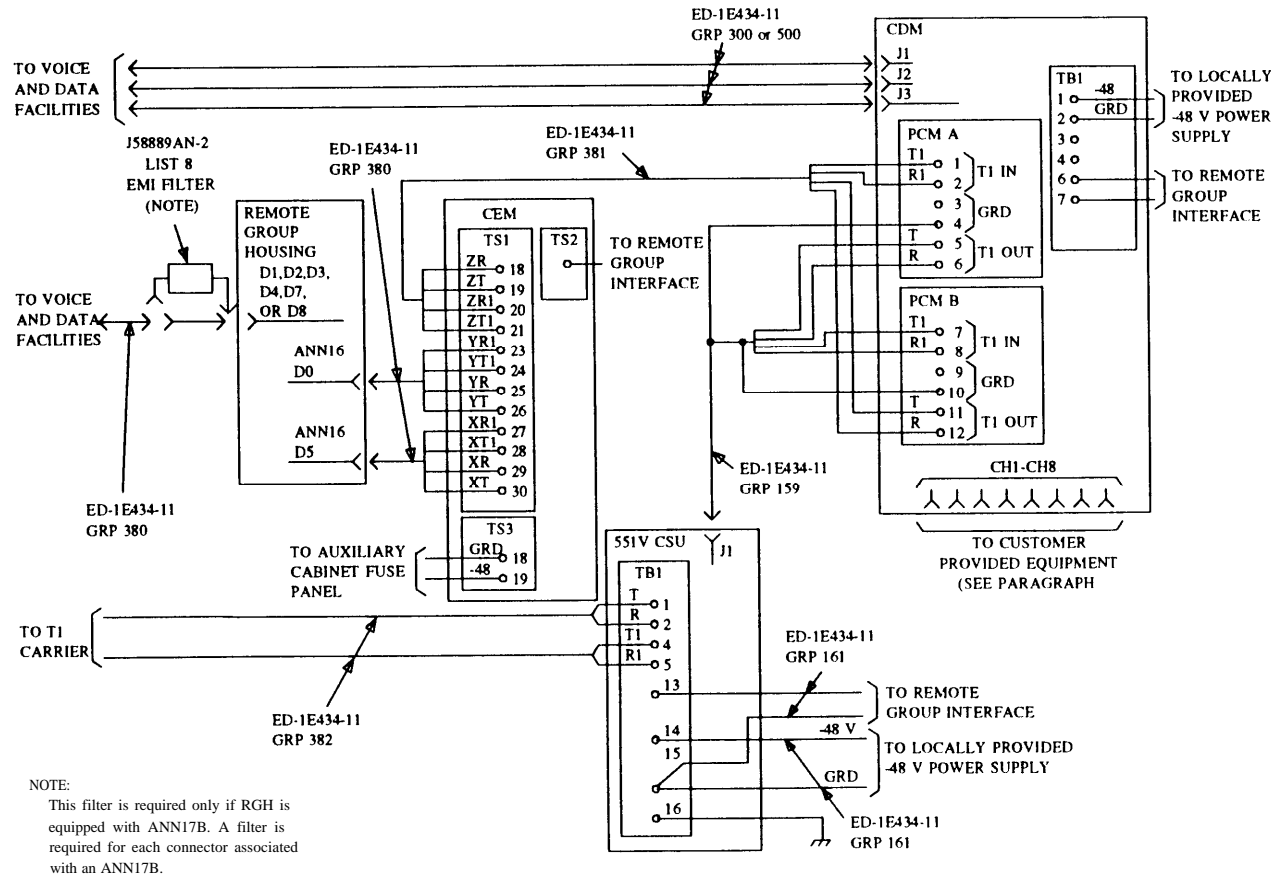 ED-1E434-11
GRP 300 or 500
CDM
J1
J2
J3
TO VOICE
AND DATA
FACILITIES
TB1
1
-48
2
GRD
3
4
6
7
TO LOCALLY
PROVIDED
-48 V POWER
SUPPLY
TO REMOTE
GROUP
INTERFACE
J58889AN-2
LIST 8
EMI FILTER
(NOTE)
ED-1E434-11
GRP 380
ED-1E434-11
GRP 381
PCM A
T1
1
R1
2
T1 IN
3
4
GRD
T
5
R
6
T1 OUT
REMOTE
GROUP
HOUSING
D1,D2,D3,
D4,D7,
OR D8
ANN16
D0
ANN16
D5
TO VOICE
AND DATA
FACILITIES
ED-1E434-11
GRP 380
CEM
TS1
ZR
18
ZT
19
ZR1
20
ZT1
21
YR1
23
YT1
24
YR
25
YT
26
XR1
27
XT1
28
XR
29
XT
30
TS2
TO REMOTE
GROUP
INTERFACE
TS3
GRD
18
-48
19
TO AUXILIARY
CABINET FUSE
PANEL
PCM B
T1
7
R1
8
T1 IN
9
10
GRD
T
11
R
12
T1 OUT
CH1-CH8
TO CUSTOMER
PROVIDED EQUIPMENT
(SEE PARAGRAPH
ED-1E434-11
GRP 159
551V CSU
J1
TB1
T
1
R
2
T1
4
R1
5
13
14
15
16
TO T1
CARRIER
ED-1E434-11
GRP 382
ED-1E434-11
GRP 161
TO REMOTE
GROUP INTERFACE
-48 V
GRD
TO LOCALLY PROVIDED
-48 V POWER SUPPLY
ED-1E434-11
GRP 161
NOTE:
This filter is required only if RGH is
equipped with ANN17B. A filter is
required for each connector associated
with an ANN17B.